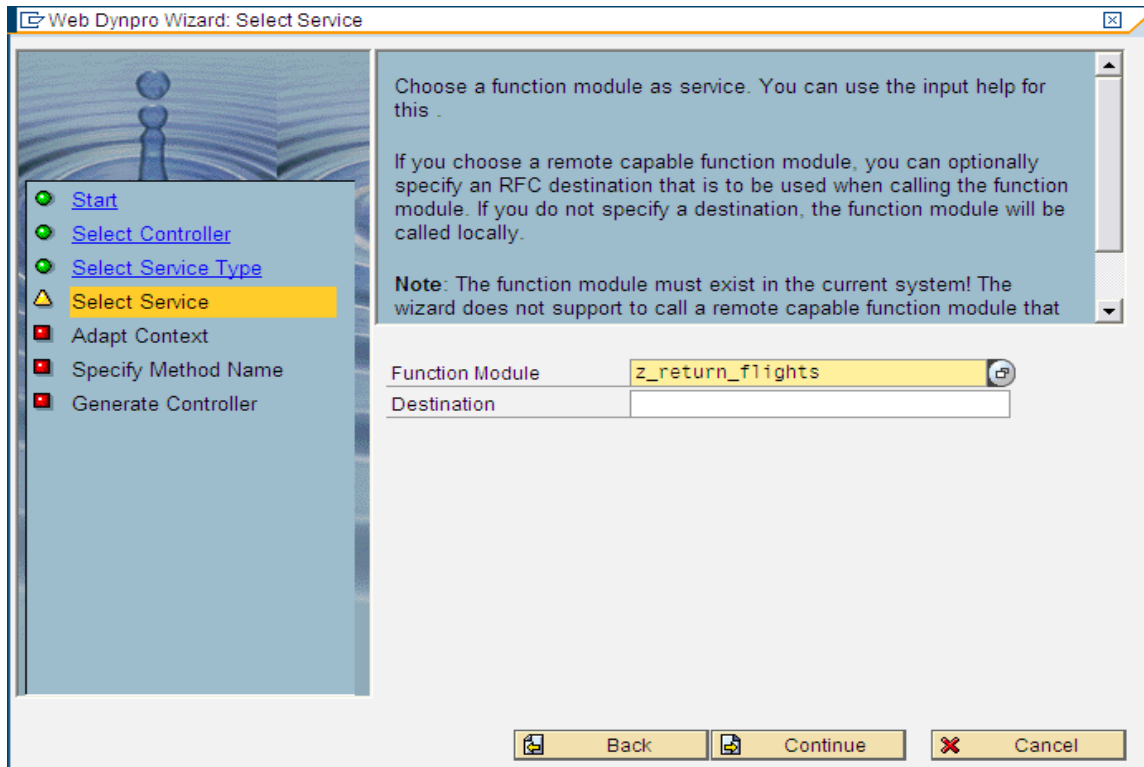 Web Dynpro Wizard: Select Service
Start
Select Controller
Select Service Type
Select Service
Adapt Context
Specify Method Name
Generate Controller
Choose a function module as service. You can use the input help for
this .
If you choose a remote capable function module, you can optionally
specify an RFC destination that is to be used when calling the function
module. If you do not specify a destination, the function module will be
called locally.
Note: The function module must exist in the current system! The
wizard does not support to call a remote capable function module that
Function Module z_return_flights
Destination
Back Continue Cancel